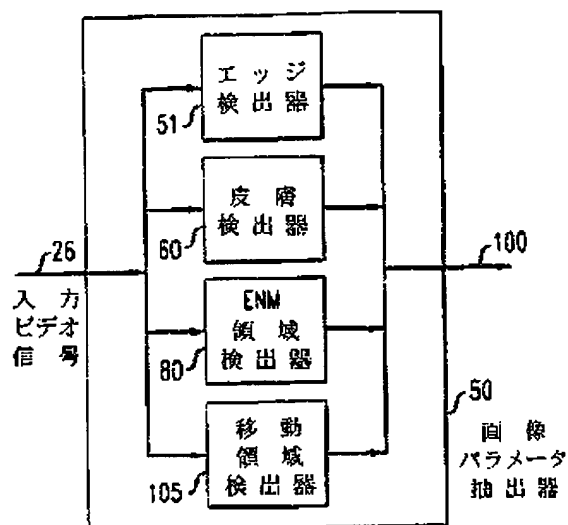 エッジ
検出器
51
皮膚
検出器
60
26
入力
ビデオ
信号
ENM
領域
検出器
80
移動
領域
検出器
105
100
50
画像
パラメータ
抽出器